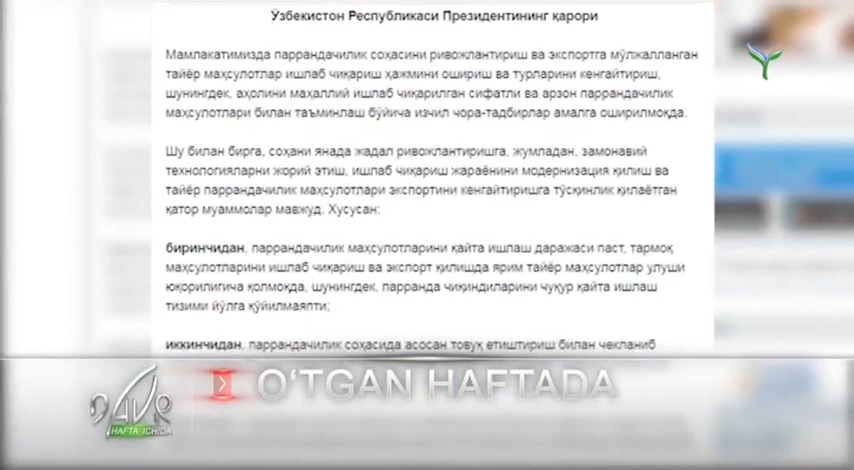 Ўзбекистон Республикаси Президентининг қарори
Мамлакатимизда паррандачилик соҳасини ривожлантириш ва экспортга мўлжалланган
тайёр маҳсулотлар ишлаб чиқариш ҳажмини ошириш ва турларини кенгайтириш,
шунингдек, аҳолини маҳаллий ишлаб чиқарилган сифатли ва арзон паррандачилик
маҳсулотлари билан таъминлаш бўйича изчил чора-тадбирлар амалга оширилмоқда.
Шу билан бирга, соҳани янада жадал ривожлантиришга, жумладан, замонавий
технологияларни жорий этиш, ишлаб чиқариш жараёнини модернизация қилиш ва
тайёр паррандачилик маҳсулотлари экспортини кенгайтиришга тўсқинлик қилаётган
қатор муаммолар мавжуд. Хусусан:
биринчидан, паррандачилик маҳсулотларини қайта ишлаш даражаси паст, тармоқ
маҳсулотларини ишлаб чиқариш ва экспорт қилишда ярим тайёр маҳсулотлар улуши
юқорилигича қолмоқда, шунингдек, парранда чиқиндиларини чуқур қайта ишлаш
тизими йўлга қўйилмаяпти;
иккинчидан, паррандачилик соҳасида асосан товуқ етиштириш билан чекланиб
O‘TGAN HAFTADA
DAVR
HAFTA ICHIDA